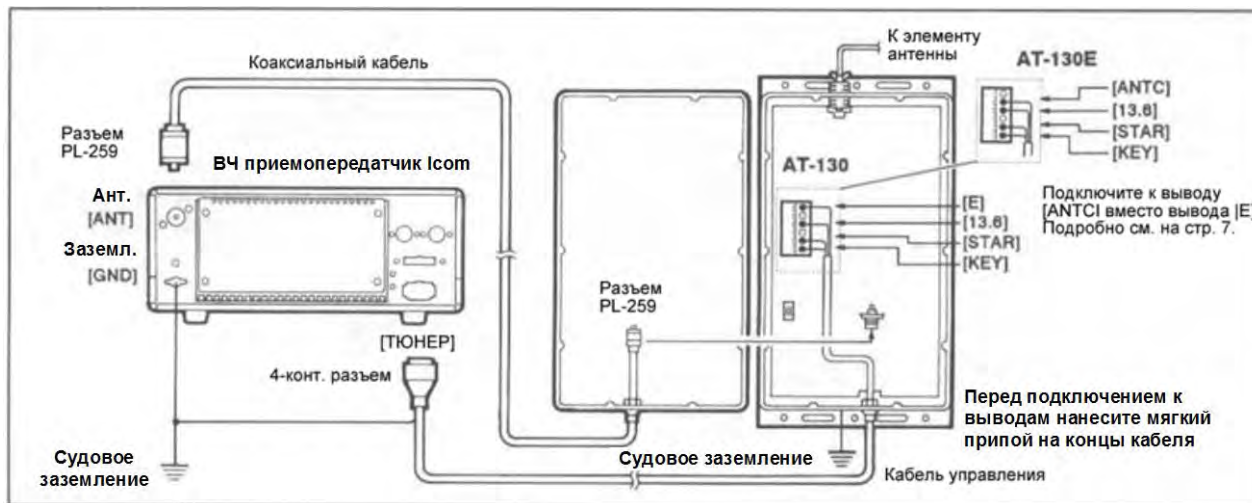 К элементу
антенны
AT-130E
Коаксиальный кабель
[ANTC]
[13.6]
[STAR]
[KEY]
Разъем
PL-259
ВЧ приемопередатчик Icom
AT-130
Ант.
[ANT]
Подключите к выводу
[ANTCI вместо вывода |E]
Подробно см. на стр. 7.
[E]
[13.6]
[STAR]
[KEY]
Заземл.
[GND]
Разъем
PL-259
[ТЮНЕР]
4-конт. разъем
Перед подключением к
выводам нанесите мягкий
припой на концы кабеля
Судовое
заземление
Судовое заземление
Кабель управления